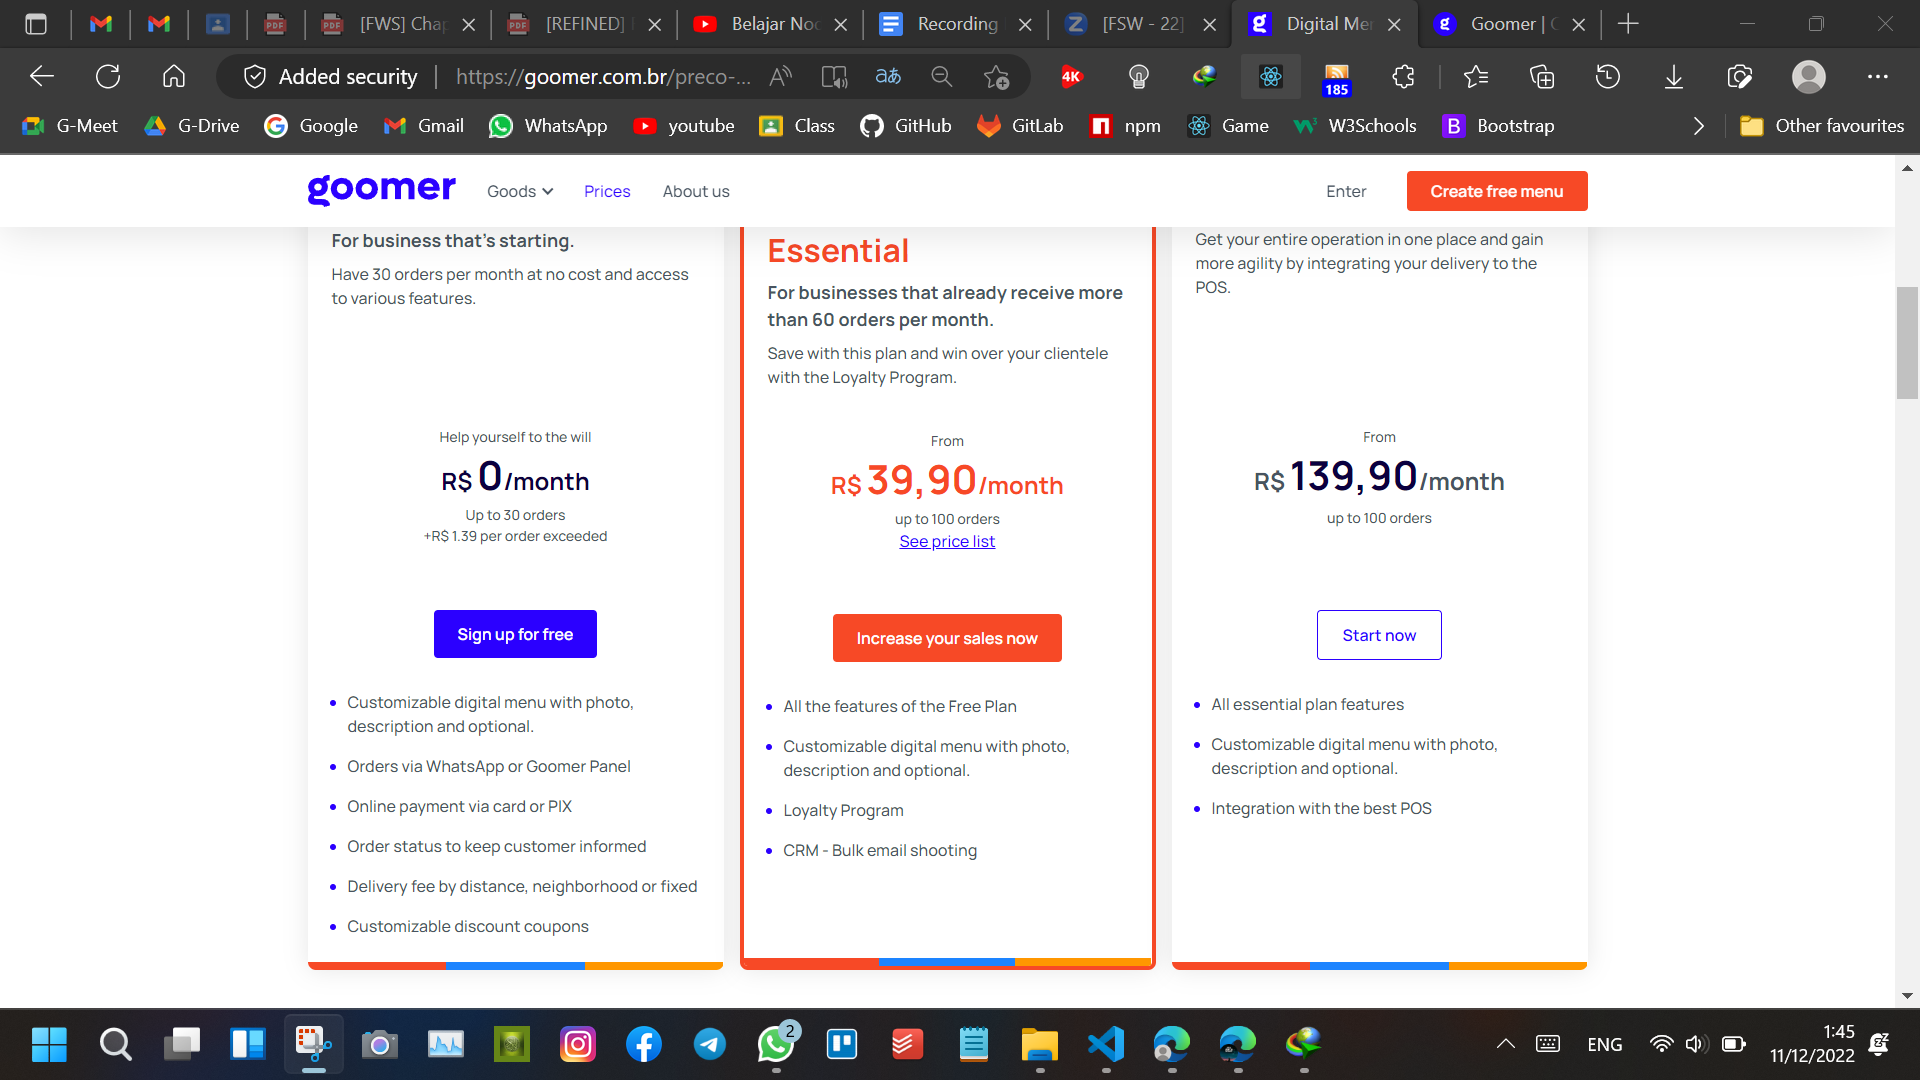 [FWS] Chap
[REFINED]
Belajar Noc
Recording
[FSW - 22]
Digital Mer
Goomer |
Added security
https://goomer.com.br/preco-...
4K
185
G-Meet
G-Drive
Google
Gmail
WhatsApp
youtube
Class
GitHub
GitLab
npm
Game
W3Schools
Bootstrap
Other favourites
goomer
Goods
Prices
About us
Enter
Create free menu
For business that's starting.
Have 30 orders per month at no cost and access
to various features.
Help yourself to the will
R$ 0/month
Up to 30 orders
+R$ 1.39 per order exceeded
Sign up for free
Customizable digital menu with photo,
description and optional.
Orders via WhatsApp or Goomer Panel
Online payment via card or PIX
Order status to keep customer informed
Delivery fee by distance, neighborhood or fixed
Customizable discount coupons
Essential
For businesses that already receive more
than 60 orders per month.
Save with this plan and win over your clientele
with the Loyalty Program.
From
R$ 39,90/month
up to 100 orders
See price list
Increase your sales now
All the features of the Free Plan
Customizable digital menu with photo,
description and optional.
Loyalty Program
CRM - Bulk email shooting
Get your entire operation in one place and gain
more agility by integrating your delivery to the
POS.
From
R$ 139,90/month
up to 100 orders
Start now
All essential plan features
Customizable digital menu with photo,
description and optional.
Integration with the best POS
2
ENG
1:45
11/12/2022